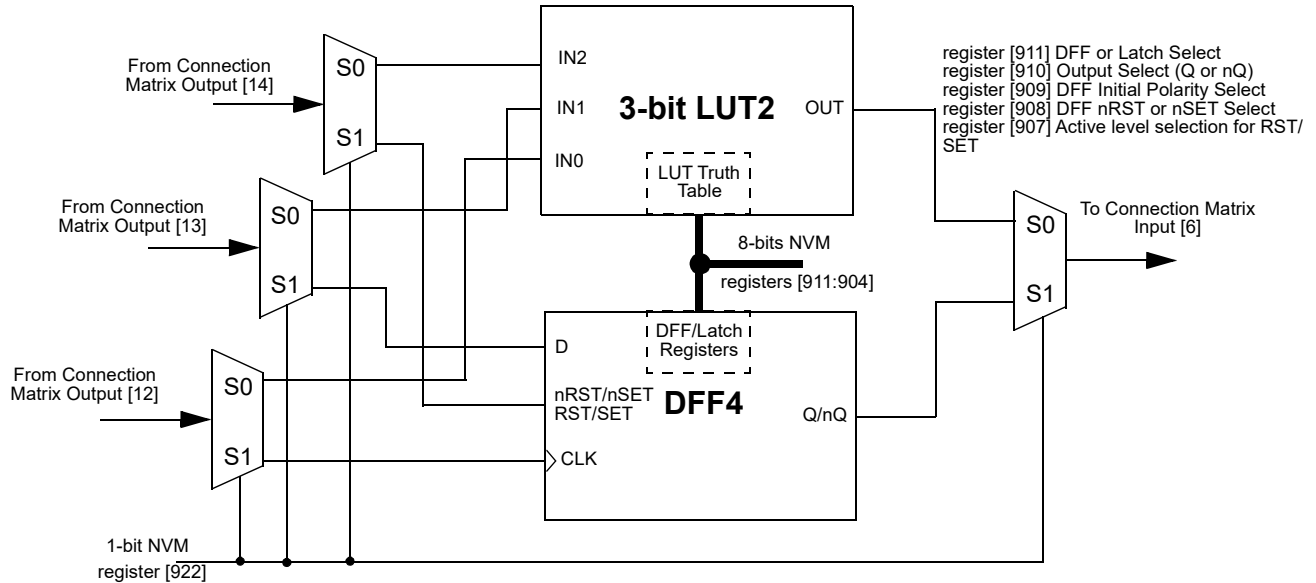 From Connection
Matrix Output [14]
S0
S1
IN2
IN1
IN0
3-bit LUT2
OUT
LUT Truth
Table
register [911] DFF or Latch Select
register [910] Output Select (Q or nQ)
register [909] DFF Initial Polarity Select
register [908] DFF nRST or nSET Select
register [907] Active level selection for RST/
SET
From Connection
Matrix Output [13]
S0
S1
8-bits NVM
registers [911:904]
S0
S1
To Connection Matrix
Input [6]
From Connection
Matrix Output [12]
S0
S1
DFF/Latch
Registers
D
nRST/nSET
RST/SET
CLK
DFF4
Q/nQ
1-bit NVM
register [922]